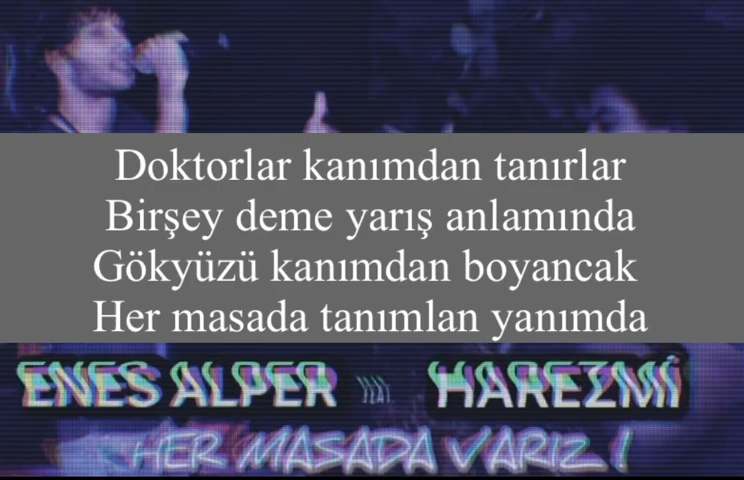 Doktorlar kanımdan tanırlar
Birşey deme yarış anlamında
Gökyüzü kanımdan boyancak
Her masada tanımlan yanımda
ENES ALPER HAREZMİ
HER MASADA VARIZ !